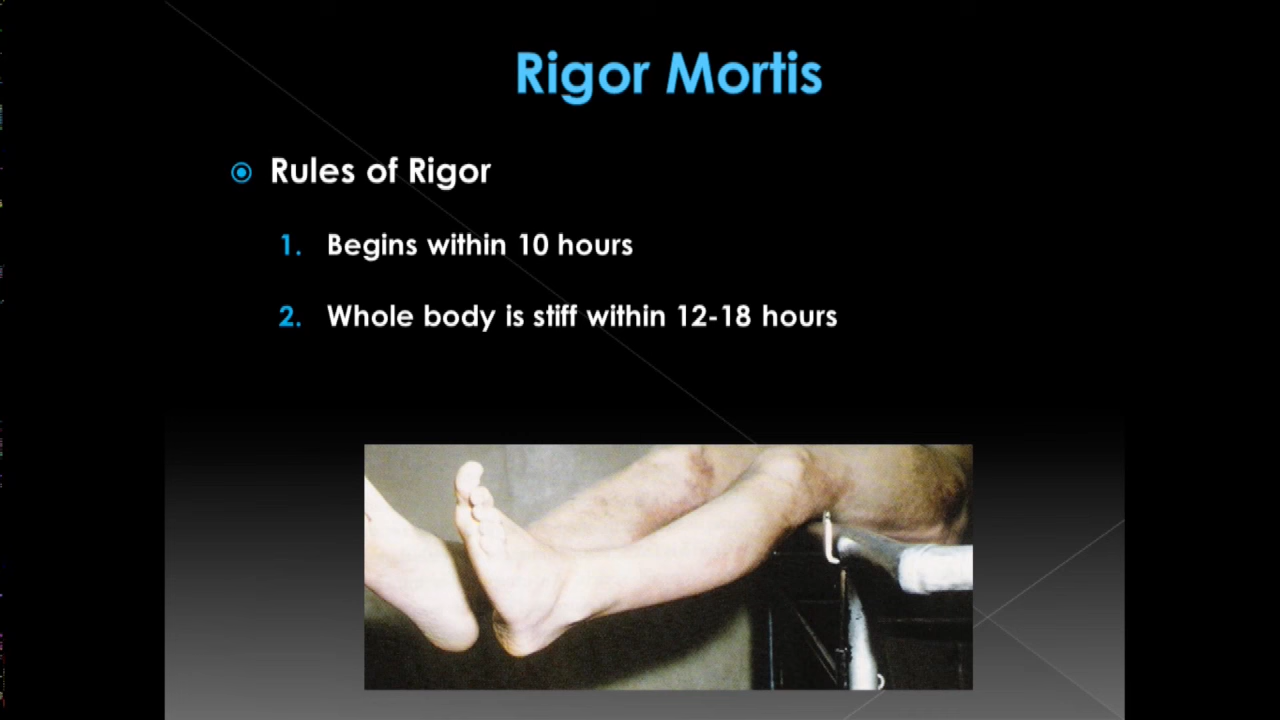 Rigor Mortis
Rules of Rigor
1. Begins within 10 hours
2. Whole body is stiff within 12-18 hours